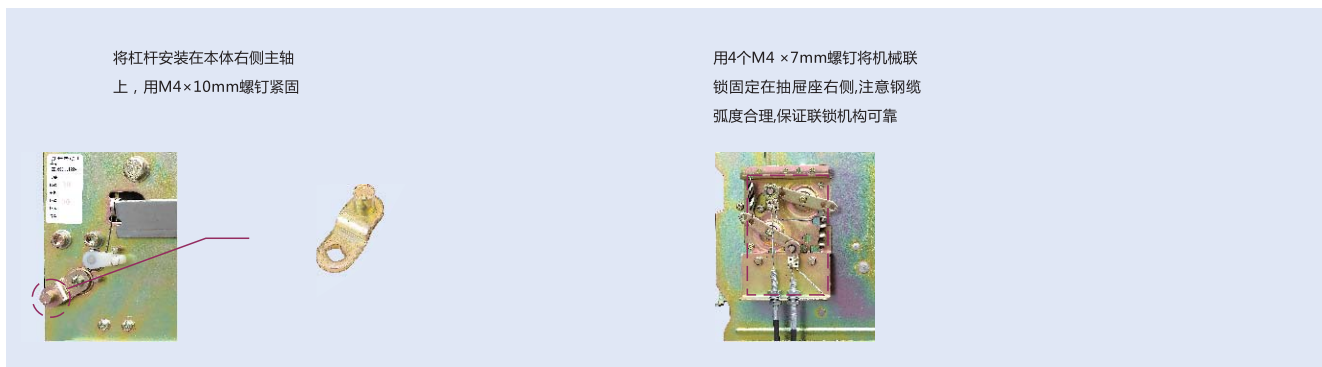 将杠杆安装在本体右侧主轴
上，用M4×10mm螺钉紧固
用4个M4 ×7mm螺钉将机械联
锁固定在抽屉座右侧,注意钢缆
弧度合理,保证联锁机构可靠